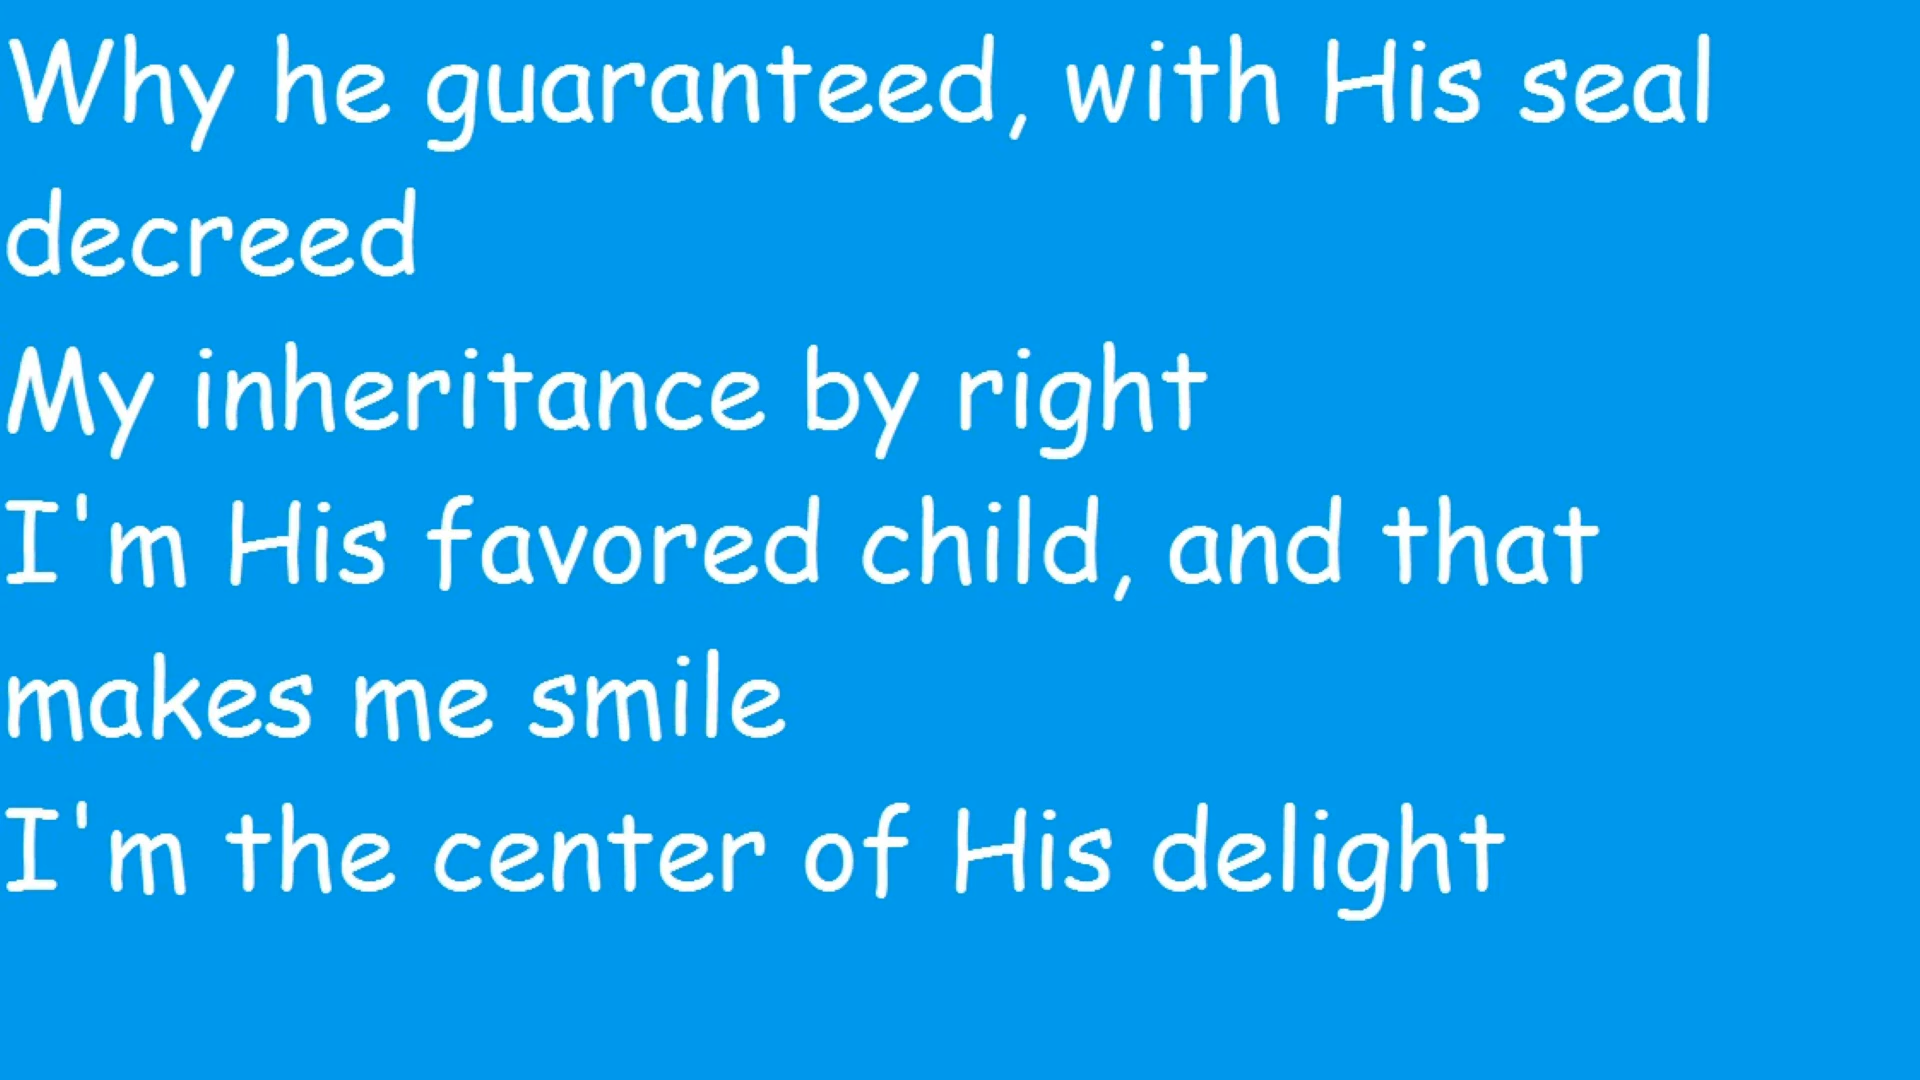 Why he guaranteed, with His seal
decreed
My inheritance by right
I'm His favored child, and that
makes me smile
I'm the center of His delight